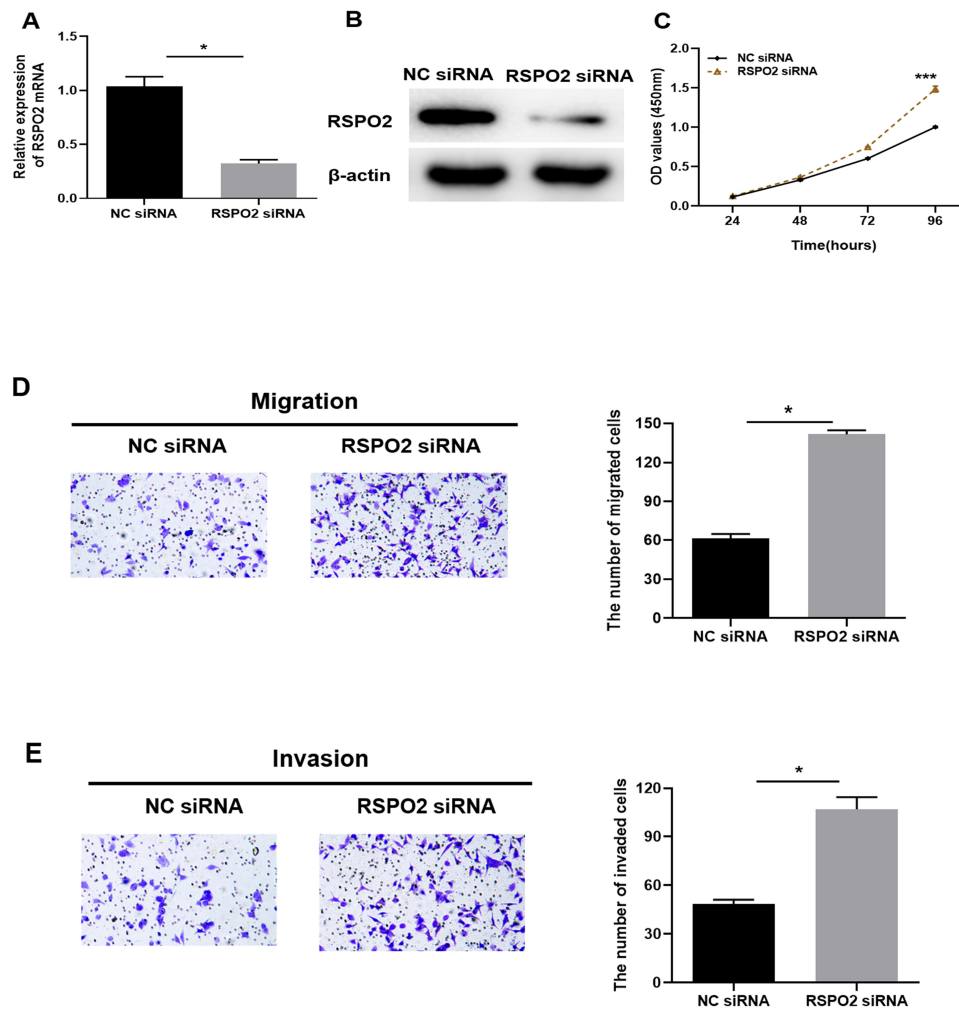 A
Relative expression
of RSPO2 mRNA
1.5
1.0
0.5
0.0
*
NC siRNA
RSPO2 siRNA
B
NC siRNA RSPO2 siRNA
RSPO2
β-actin
C
OD values (450nm)
2.0
1.5
1.0
0.5
0.0
NC siRNA
RSPO2 siRNA
***
24 48 72 96
Time(hours)
D
Migration
NC siRNA RSPO2 siRNA
The number of migrated cells
150
120
90
60
30
0
*
NC siRNA RSPO2 siRNA
E
Invasion
NC siRNA RSPO2 siRNA
The number of invaded cells
120
90
60
30
0
*
NC siRNA RSPO2 siRNA